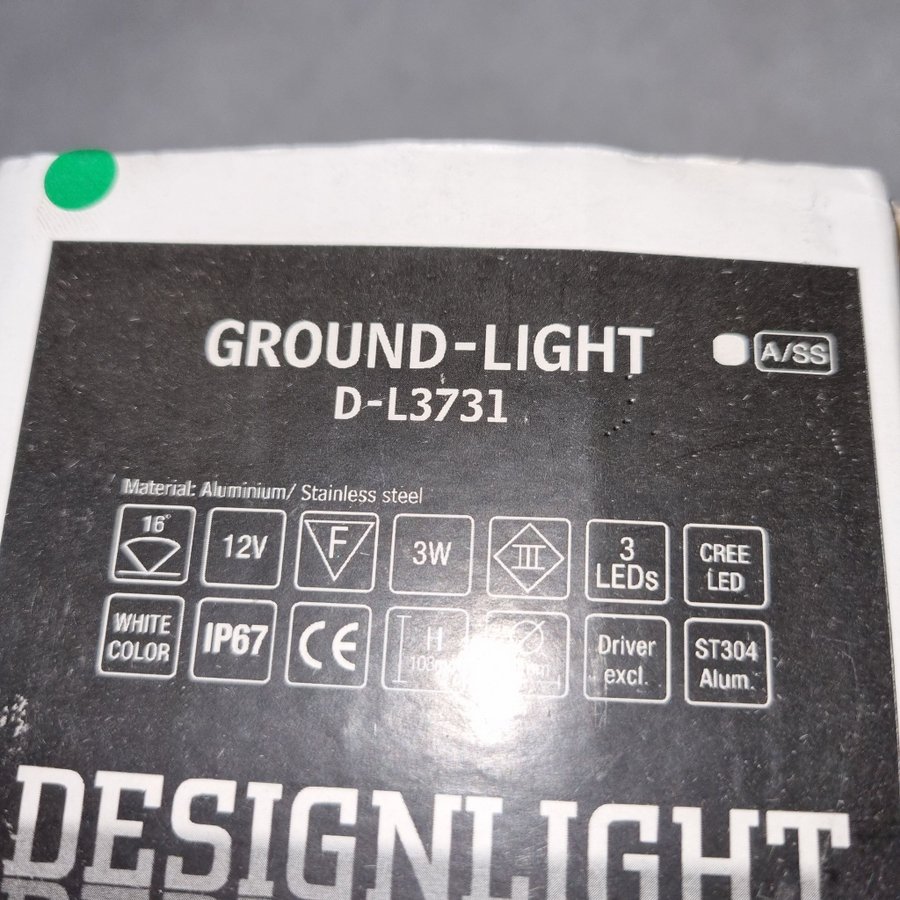 GROUND-LIGHT
A/SS
D-L3731
Material: Aluminium/ Stainless steel
16°
12V
F
3W
III
3
LEDs
CREE
LED
WHITE
COLOR
IP67
CE
H
Driver
excl.
ST304
Alum.
DESIGNLIGHT